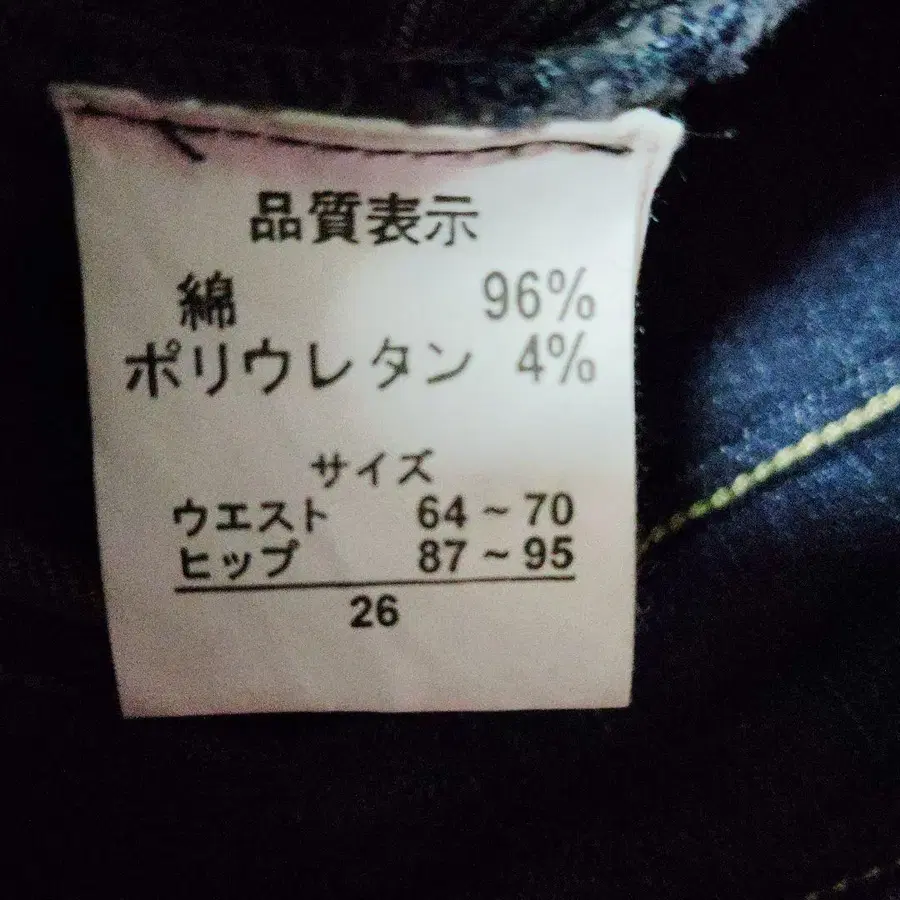 品質表示
綿 96%
ポリウレタン 4%
サイズ
ウエスト 64~70
ヒップ 87~95
26